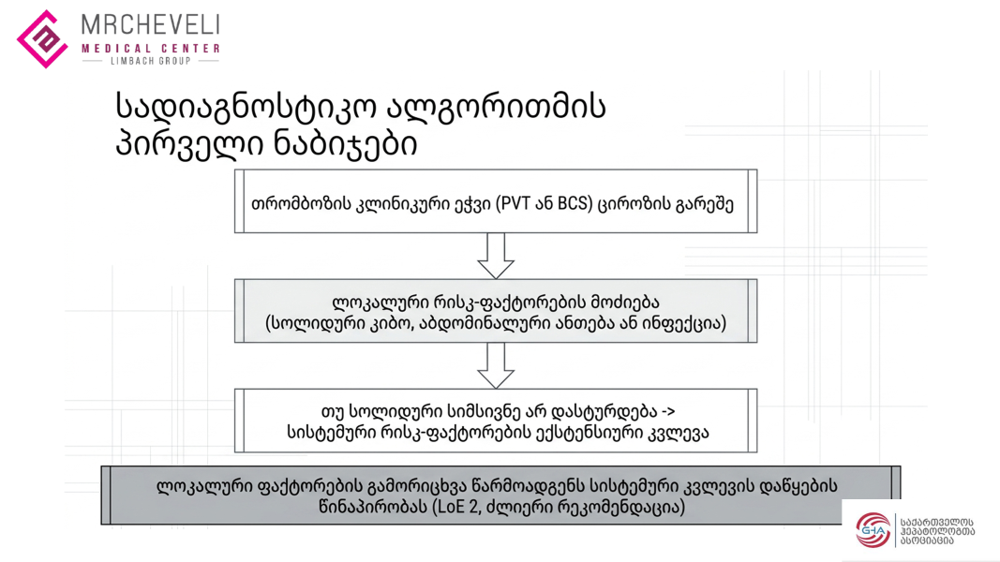 MRCHEVELI
MEDICAL CENTER
LIMBACH GROUP
სადიაგნოსტიკო ალგორითმის
პირველი ნაბიჯები
თრომბოზის კლინიკური ეჭვი (PVT ან BCS) ციროზის გარეშე
ლოკალური რისკ-ფაქტორების მოძიება
(სოლიდური კიბო, აბდომინალური ანთება ან ინფექცია)
თუ სოლიდური სიმსივნე არ დასტურდება ->
სისტემური რისკ-ფაქტორების ექსტენსიური კვლევა
ლოკალური ფაქტორების გამორიცხვა წარმოადგენს სისტემური კვლევის დაწყების
წინაპირობას (LoE 2, ძლიერი რეკომენდაცია)
GHA
საქართველოს
ჰეპატოლოგთა
ასოციაცია